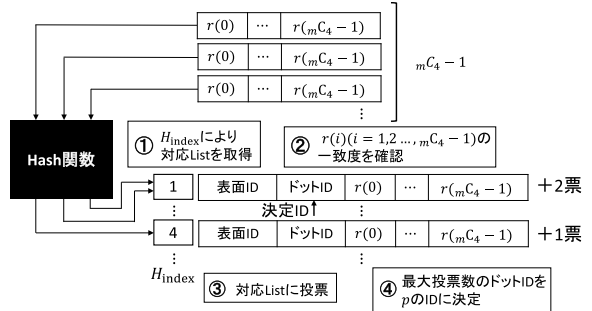 r(0) … r(ₘC₄ − 1)
r(0) … r(ₘC₄ − 1)
ₘC₄ − 1
r(0) … r(ₘC₄ − 1)
⋮
① H_indexにより
対応Listを取得
② r(i)(i = 1,2 …, ₘC₄ − 1)の
一致度を確認
Hash関数
1 表面ID ドットID r(0) … r(ₘC₄ − 1) +2票
⋮ 決定ID↑ ⋮
4 表面ID ドットID r(0) … r(ₘC₄ − 1) +1票
⋮ ⋮
H_index
③ 対応Listに投票
④ 最大投票数のドットIDを
pのIDに決定